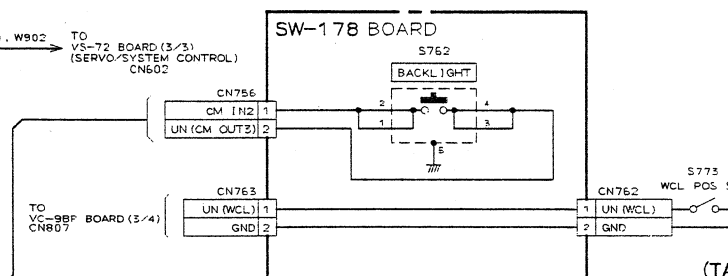 , W902
TO
VS-72 BOARD (3/3)
(SERVO/SYSTEM CONTROL)
CN602
SW-178 BOARD
S762
BACKLIGHT
CN756
CM IN2 1
UN (CM OUT3) 2
2 4
1 3
5
TO
VC-9BF BOARD (3/4)
CN807
CN763
UN (WCL) 1
GND 2
CN762
1 UN (WCL)
2 GND
S773
WCL POS